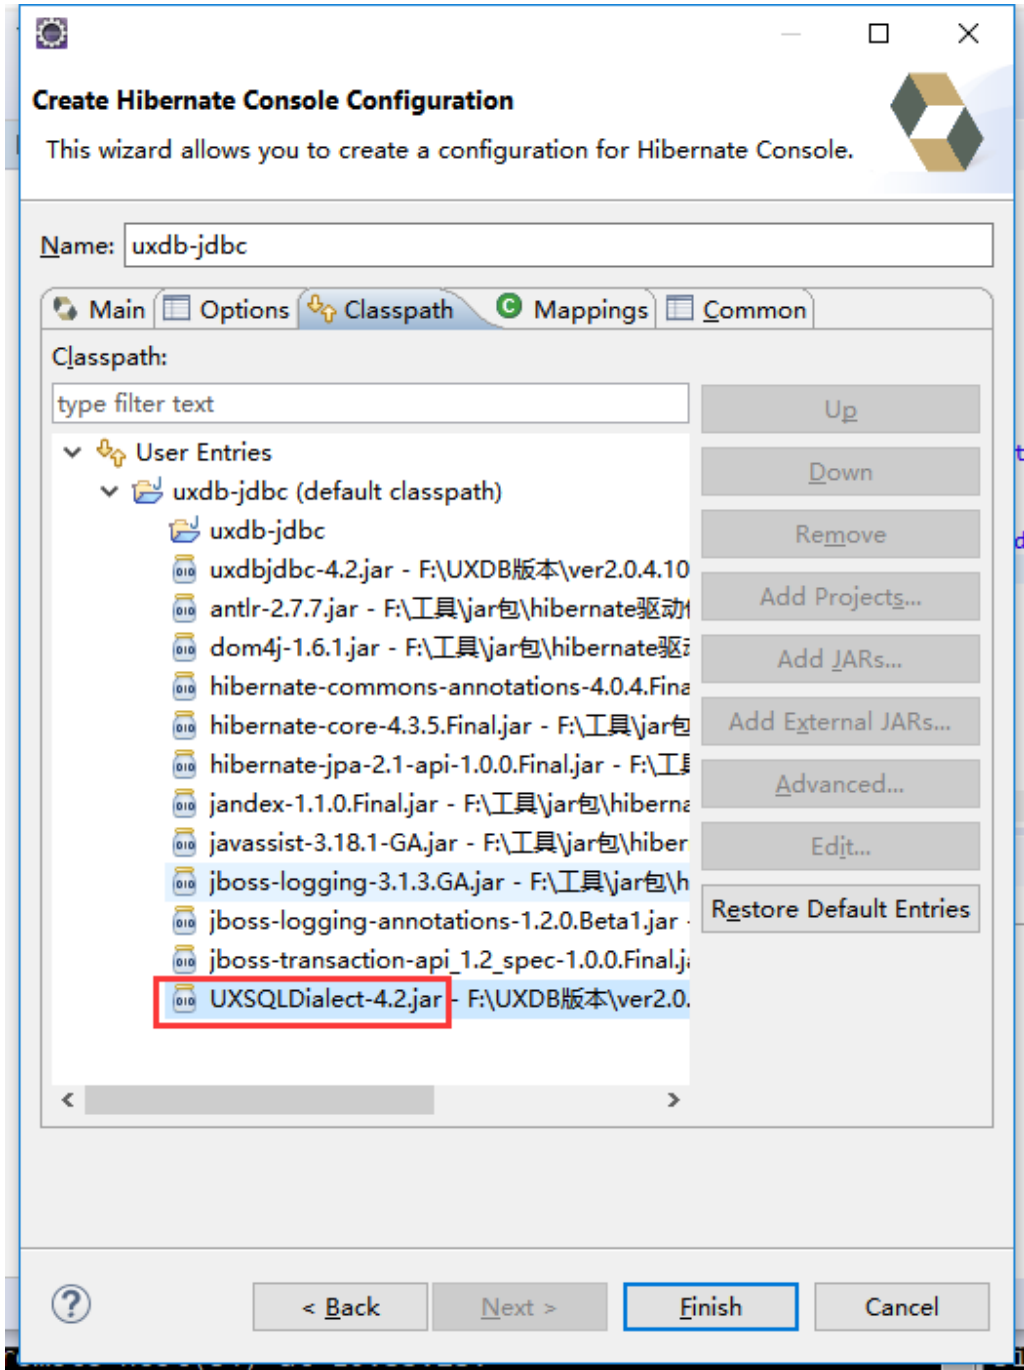 Create Hibernate Console Configuration
This wizard allows you to create a configuration for Hibernate Console.
Name: uxdb-jdbc
Main Options Classpath Mappings Common
Classpath:
type filter text
Up
User Entries
Down
uxdb-jdbc (default classpath)
uxdb-jdbc
Remove
uxdbjdbc-4.2.jar - F:\UXDB版本\ver2.0.4.10
Add Projects...
antlr-2.7.7.jar - F:\工具\jar包\hibernate驱动
dom4j-1.6.1.jar - F:\工具\jar包\hibernate驱
Add JARs...
hibernate-commons-annotations-4.0.4.Fina
hibernate-core-4.3.5.Final.jar - F:\工具\jar包
Add External JARs...
hibernate-jpa-2.1-api-1.0.0.Final.jar - F:\工具
jandex-1.1.0.Final.jar - F:\工具\jar包\hiberna
Advanced...
javassist-3.18.1-GA.jar - F:\工具\jar包\hiber
Edit...
jboss-logging-3.1.3.GA.jar - F:\工具\jar包\h
Restore Default Entries
jboss-logging-annotations-1.2.0.Beta1.jar -
jboss-transaction-api_1.2_spec-1.0.0.Final.ja
UXSQLDialect-4.2.jar - F:\UXDB版本\ver2.0.
< Back Next > Finish Cancel